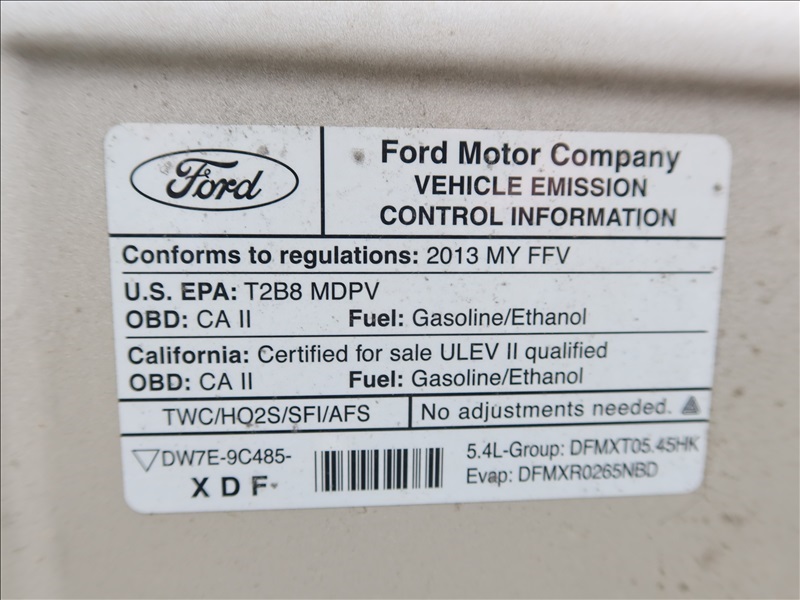 Ford
Ford Motor Company
VEHICLE EMISSION
CONTROL INFORMATION
Conforms to regulations: 2013 MY FFV
U.S. EPA: T2B8 MDPV
OBD: CA II Fuel: Gasoline/Ethanol
California: Certified for sale ULEV II qualified
OBD: CA II Fuel: Gasoline/Ethanol
TWC/HO2S/SFI/AFS No adjustments needed.
DW7E-9C485-
XDF
5.4L-Group: DFMXT05.45HK
Evap: DFMXR0265NBD